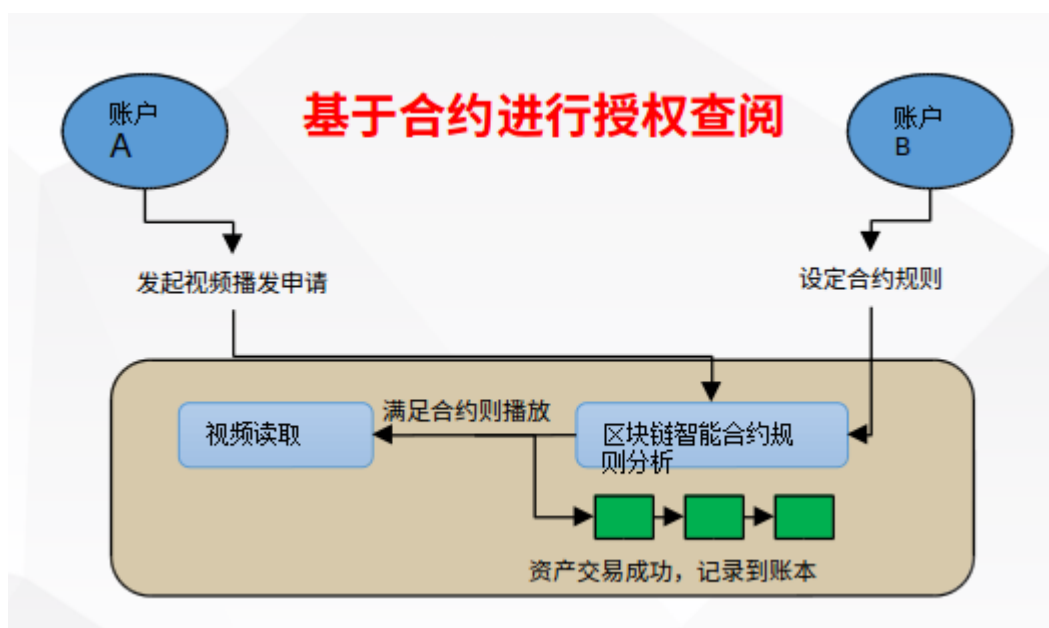 基于合约进行授权查阅
账户
A
账户
B
发起视频播发申请
设定合约规则
满足合约则播放
视频读取
区块链智能合约规
则分析
资产交易成功，记录到账本